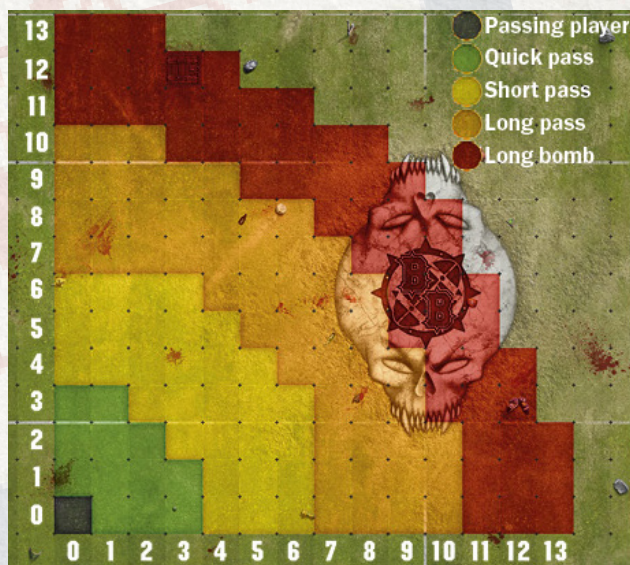 13
12
11
10
9
8
7
6
5
4
3
2
1
0
0 1 2 3 4 5 6 7 8 9 10 11 12 13
Passing player
Quick pass
Short pass
Long pass
Long bomb
B
B